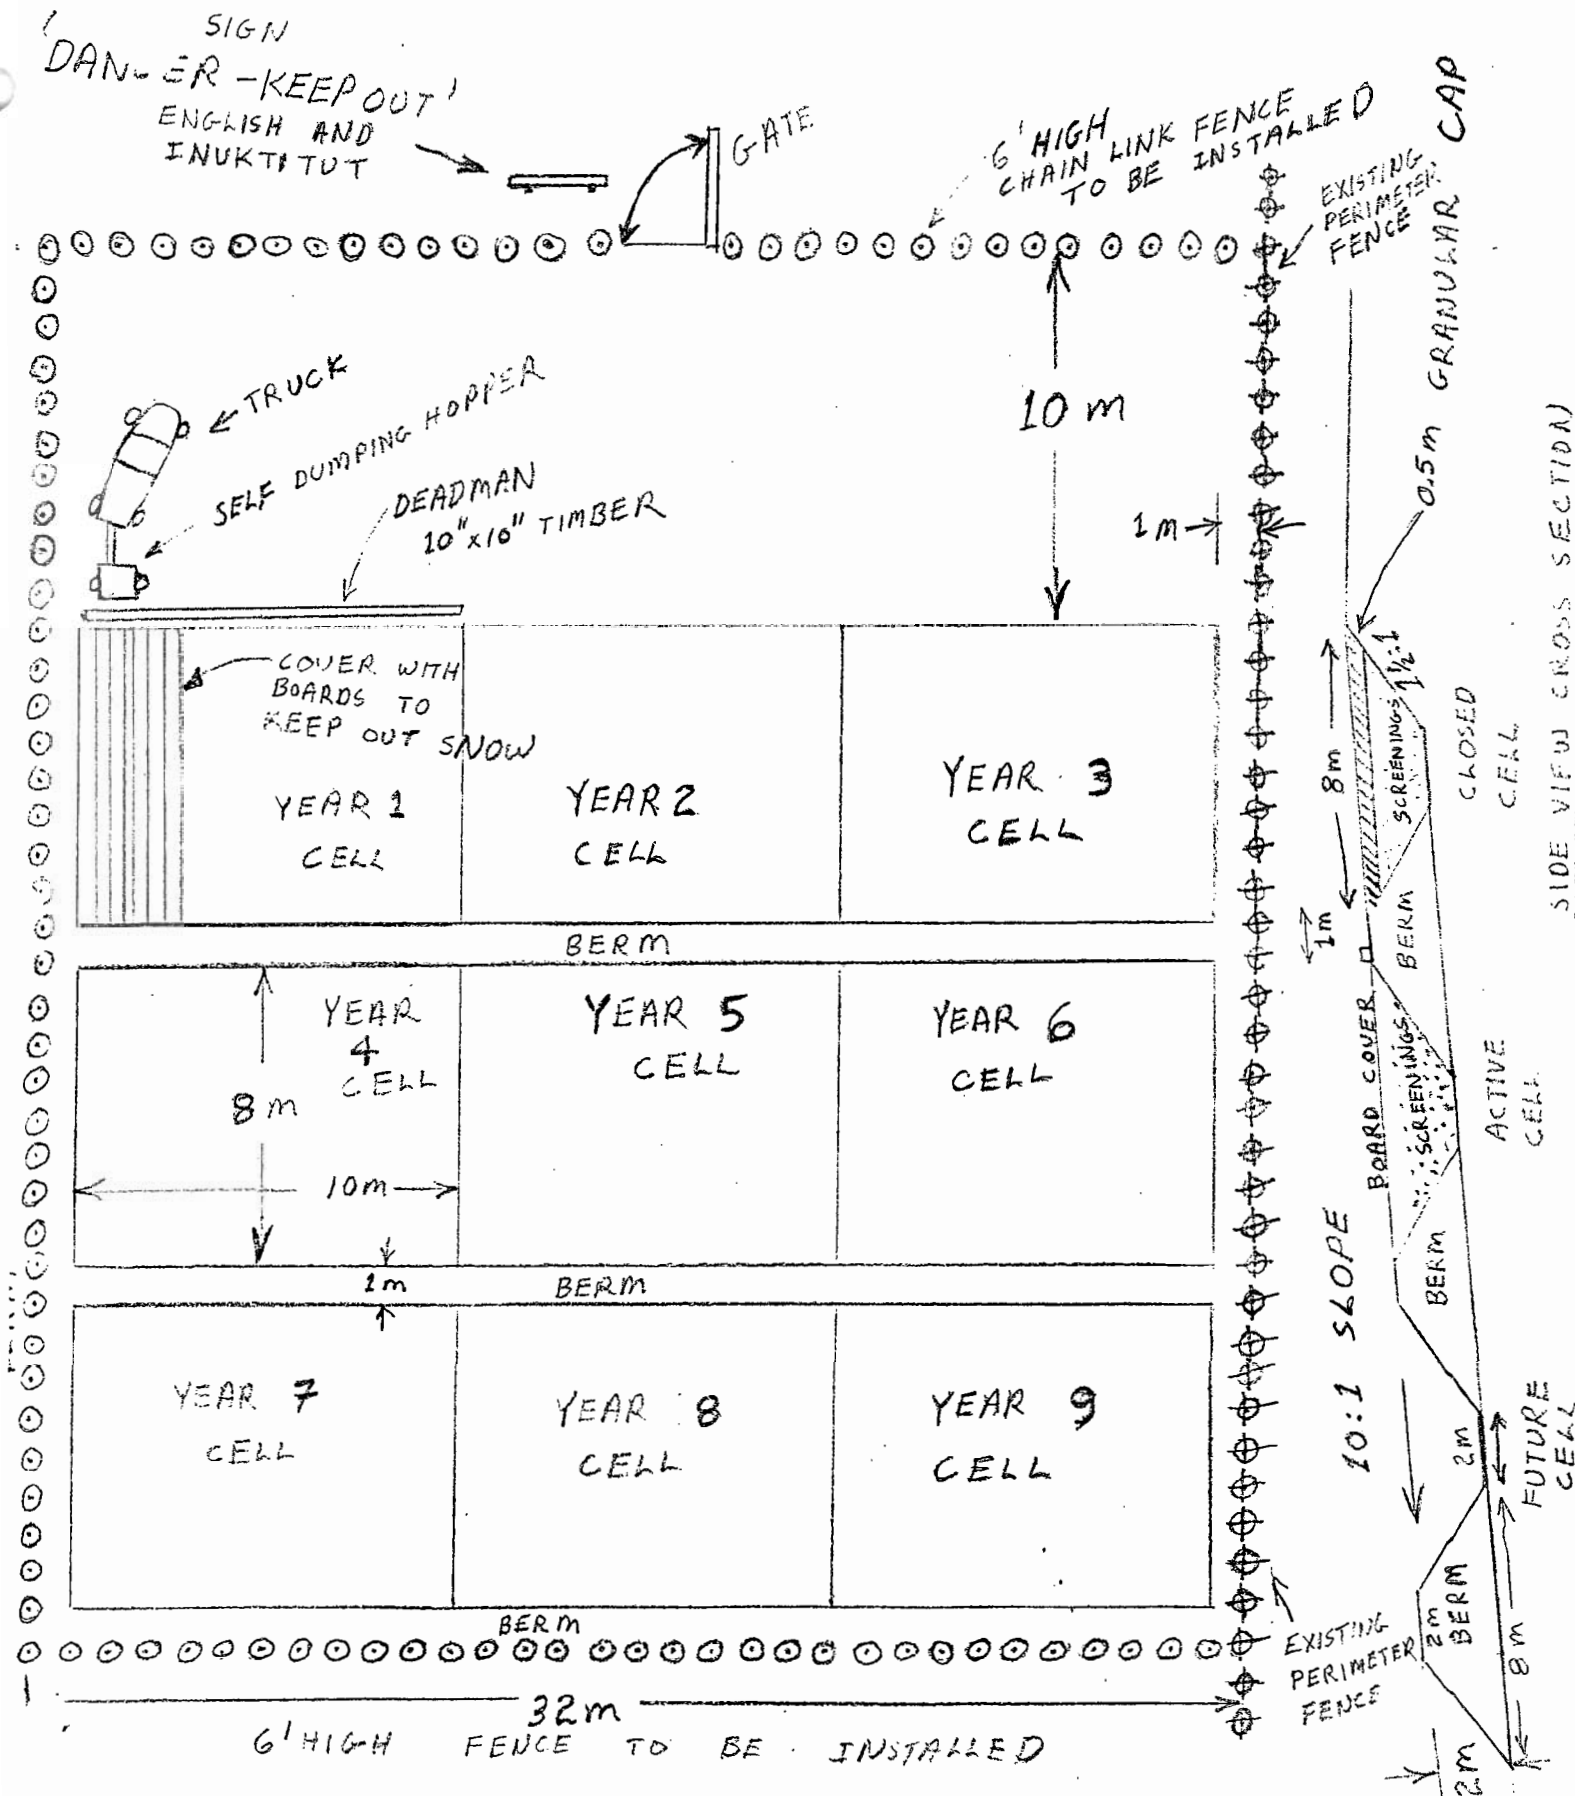 SIGN
'DANGER - KEEP OUT'
ENGLISH AND
INUKTITUT
GATE
6' HIGH
CHAIN LINK FENCE
TO BE INSTALLED
EXISTING
PERIMETER
FENCE
0.5m GRANULAR CAP
TRUCK
SELF DUMPING HOPPER
DEADMAN
10"x10" TIMBER
10 m
1 m
COVER WITH
BOARDS TO
KEEP OUT SNOW
YEAR 1
CELL
YEAR 2
CELL
YEAR 3
CELL
BERM
YEAR
4
CELL
8 m
10m
YEAR 5
CELL
YEAR 6
CELL
1m
BERM
YEAR 7
CELL
YEAR 8
CELL
YEAR 9
CELL
BERM
32m
6' HIGH FENCE TO BE INSTALLED
EXISTING
PERIMETER
FENCE
1½:1
8m
SCREENINGS
CLOSED
CELL
SIDE VIEW CROSS SECTION
1m
BERM
BOARD COVER
SCREENINGS
ACTIVE
CELL
BERM
10:1 SLOPE
2m
FUTURE
CELL
2m
BERM
8m
2m